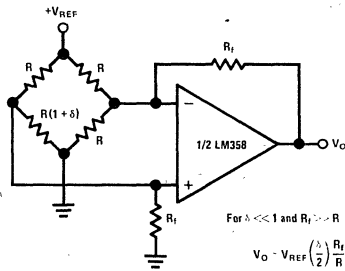 +VREF
R
R
Rf
R(1 + δ)
R
−
1/2 LM358
VO
+
Rf
For δ << 1 and Rf >> R
VO = VREF (δ/2) Rf/R